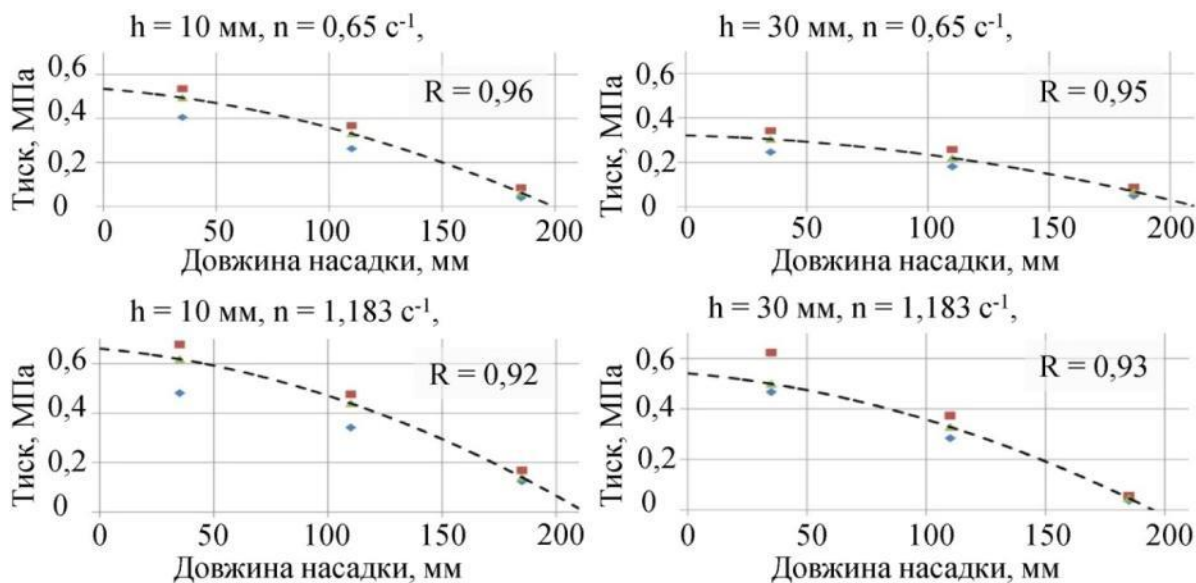 h = 10 мм, n = 0,65 с⁻¹,
Тиск, МПа
0,6
0,4
0,2
0
R = 0,96
0 50 100 150 200
Довжина насадки, мм
h = 30 мм, n = 0,65 с⁻¹,
Тиск, МПа
0,6
0,4
0,2
0
R = 0,95
0 50 100 150 200
Довжина насадки, мм
h = 10 мм, n = 1,183 с⁻¹,
Тиск, МПа
0,6
0,4
0,2
0
R = 0,92
0 50 100 150 200
Довжина насадки, мм
h = 30 мм, n = 1,183 с⁻¹,
Тиск, МПа
0,6
0,4
0,2
0
R = 0,93
0 50 100 150 200
Довжина насадки, мм